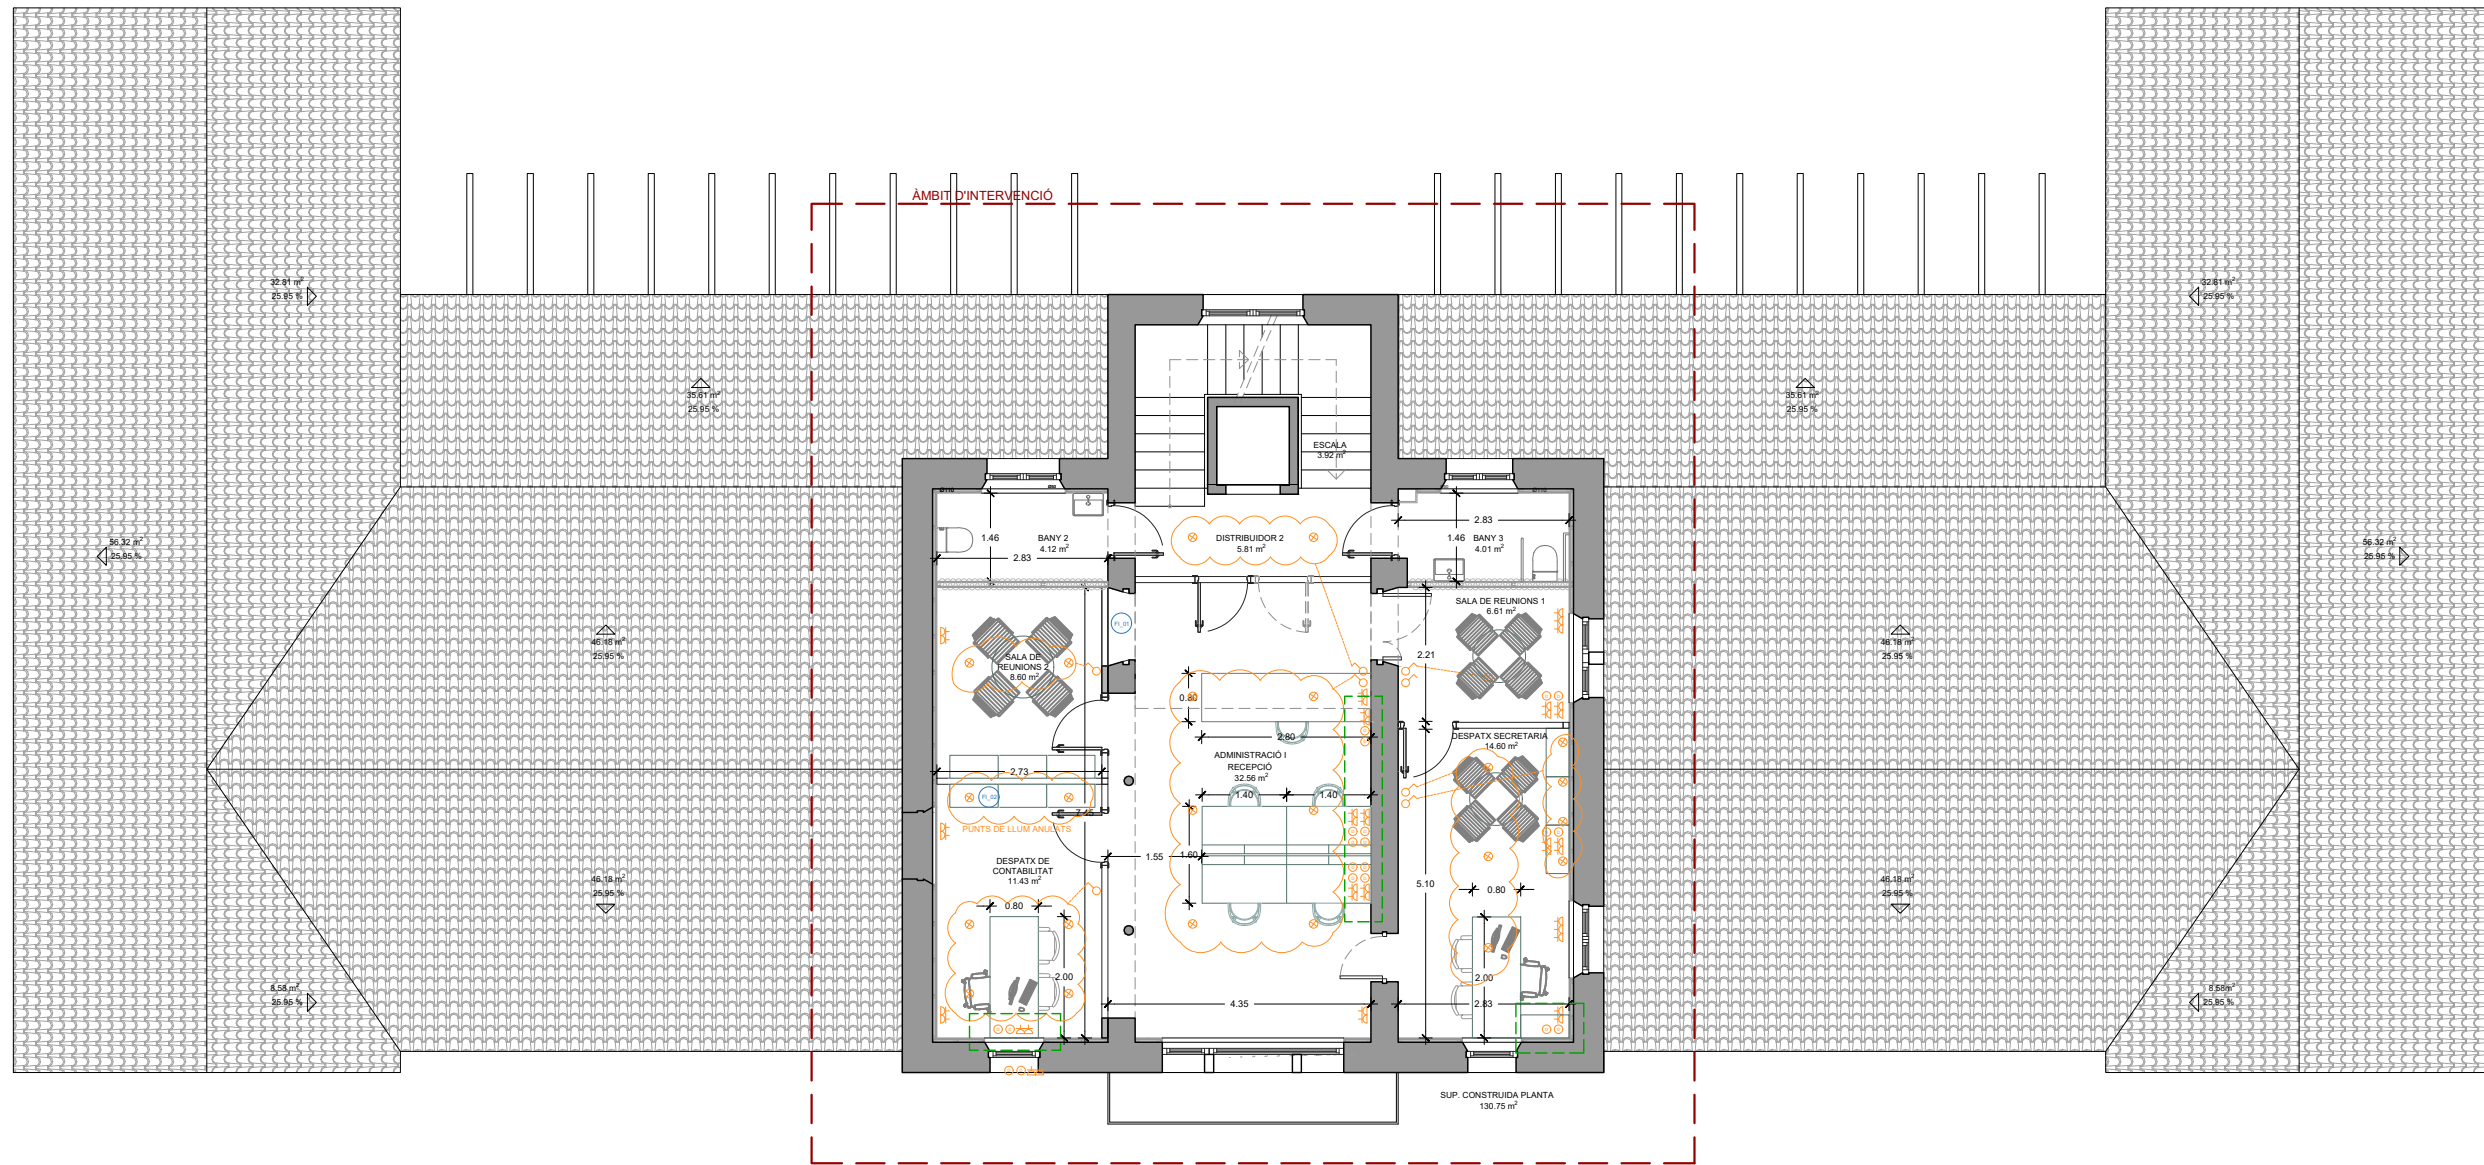 ÀMBIT D'INTERVENCIÓ
32.81 m²
25.95 %
32.81 m²
25.95 %
35.61 m²
25.95 %
35.61 m²
25.95 %
ESCALA
3.92 m²
Ø110
Ø110
56.32 m²
25.95 %
56.32 m²
25.95 %
1.46
2.83
BANY 2
4.12 m²
DISTRIBUIDOR 2
5.81 m²
2.83
1.46
BANY 3
4.01 m²
46.18 m²
25.95 %
46.18 m²
25.95 %
FI_01
SALA DE
REUNIONS 2
8.60 m²
SALA DE REUNIONS 1
6.61 m²
2.21
0.80
2.80
ADMINISTRACIÓ I
RECEPCIÓ
32.56 m²
DESPATX SECRETARIA
14.60 m²
2.73
FI_02
7.45
PUNTS DE LLUM ANULATS
1.40
1.40
1.55
1.60
DESPATX DE
CONTABILITAT
11.43 m²
5.10
0.80
0.80
46.18 m²
25.95 %
46.18 m²
25.95 %
2.00
2.00
4.35
2.83
8.58 m²
25.95 %
8.58m²
25.95 %
SUP. CONSTRUIDA PLANTA
130.75 m²